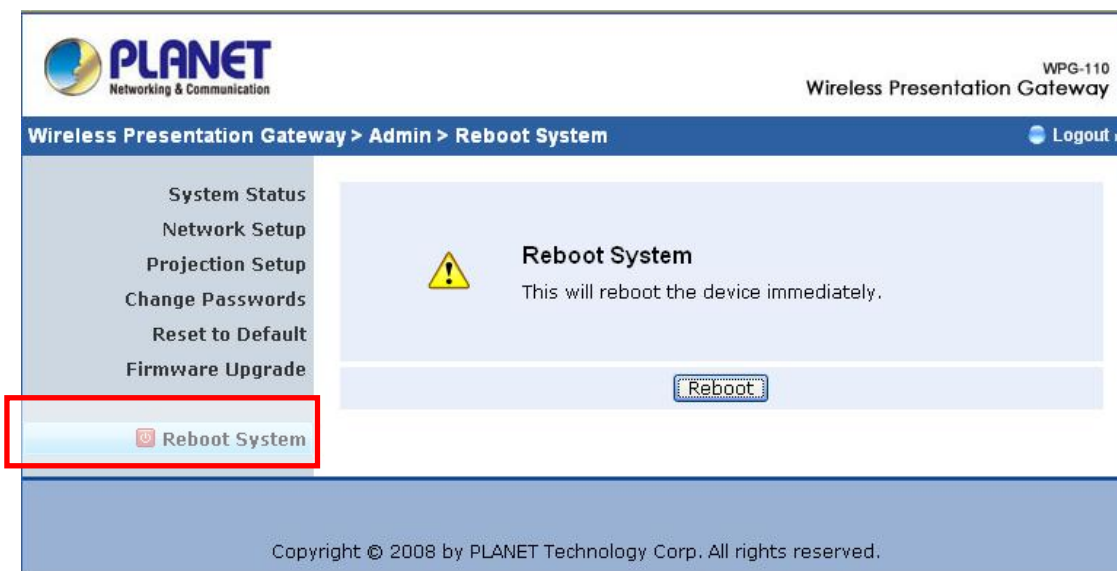 PLANET
Networking & Communication
WPG-110
Wireless Presentation Gateway
Wireless Presentation Gateway > Admin > Reboot System
Logout
System Status
Network Setup
Projection Setup
Change Passwords
Reset to Default
Firmware Upgrade
Reboot System
Reboot System
This will reboot the device immediately.
Reboot
Copyright © 2008 by PLANET Technology Corp. All rights reserved.